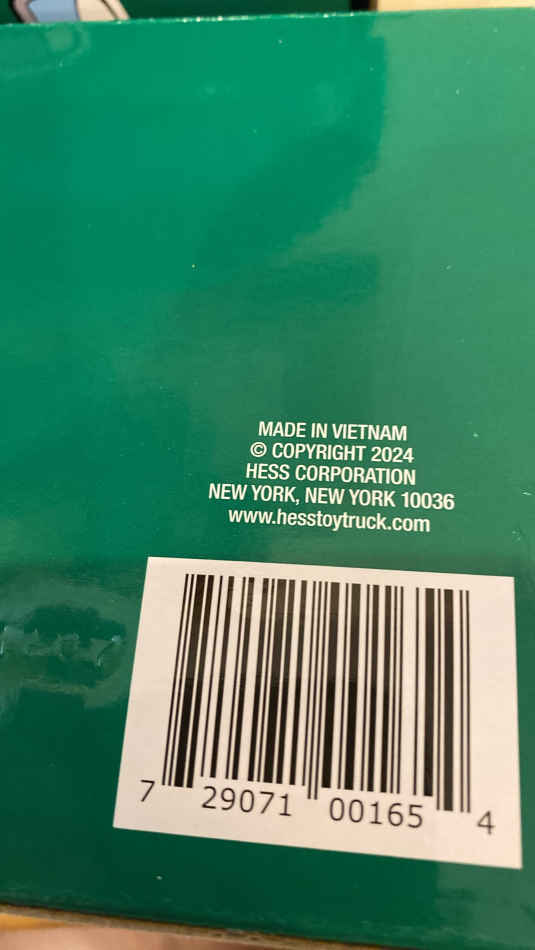 MADE IN VIETNAM
© COPYRIGHT 2024
HESS CORPORATION
NEW YORK, NEW YORK 10036
www.hesstoytruck.com
7 29071 00165 4